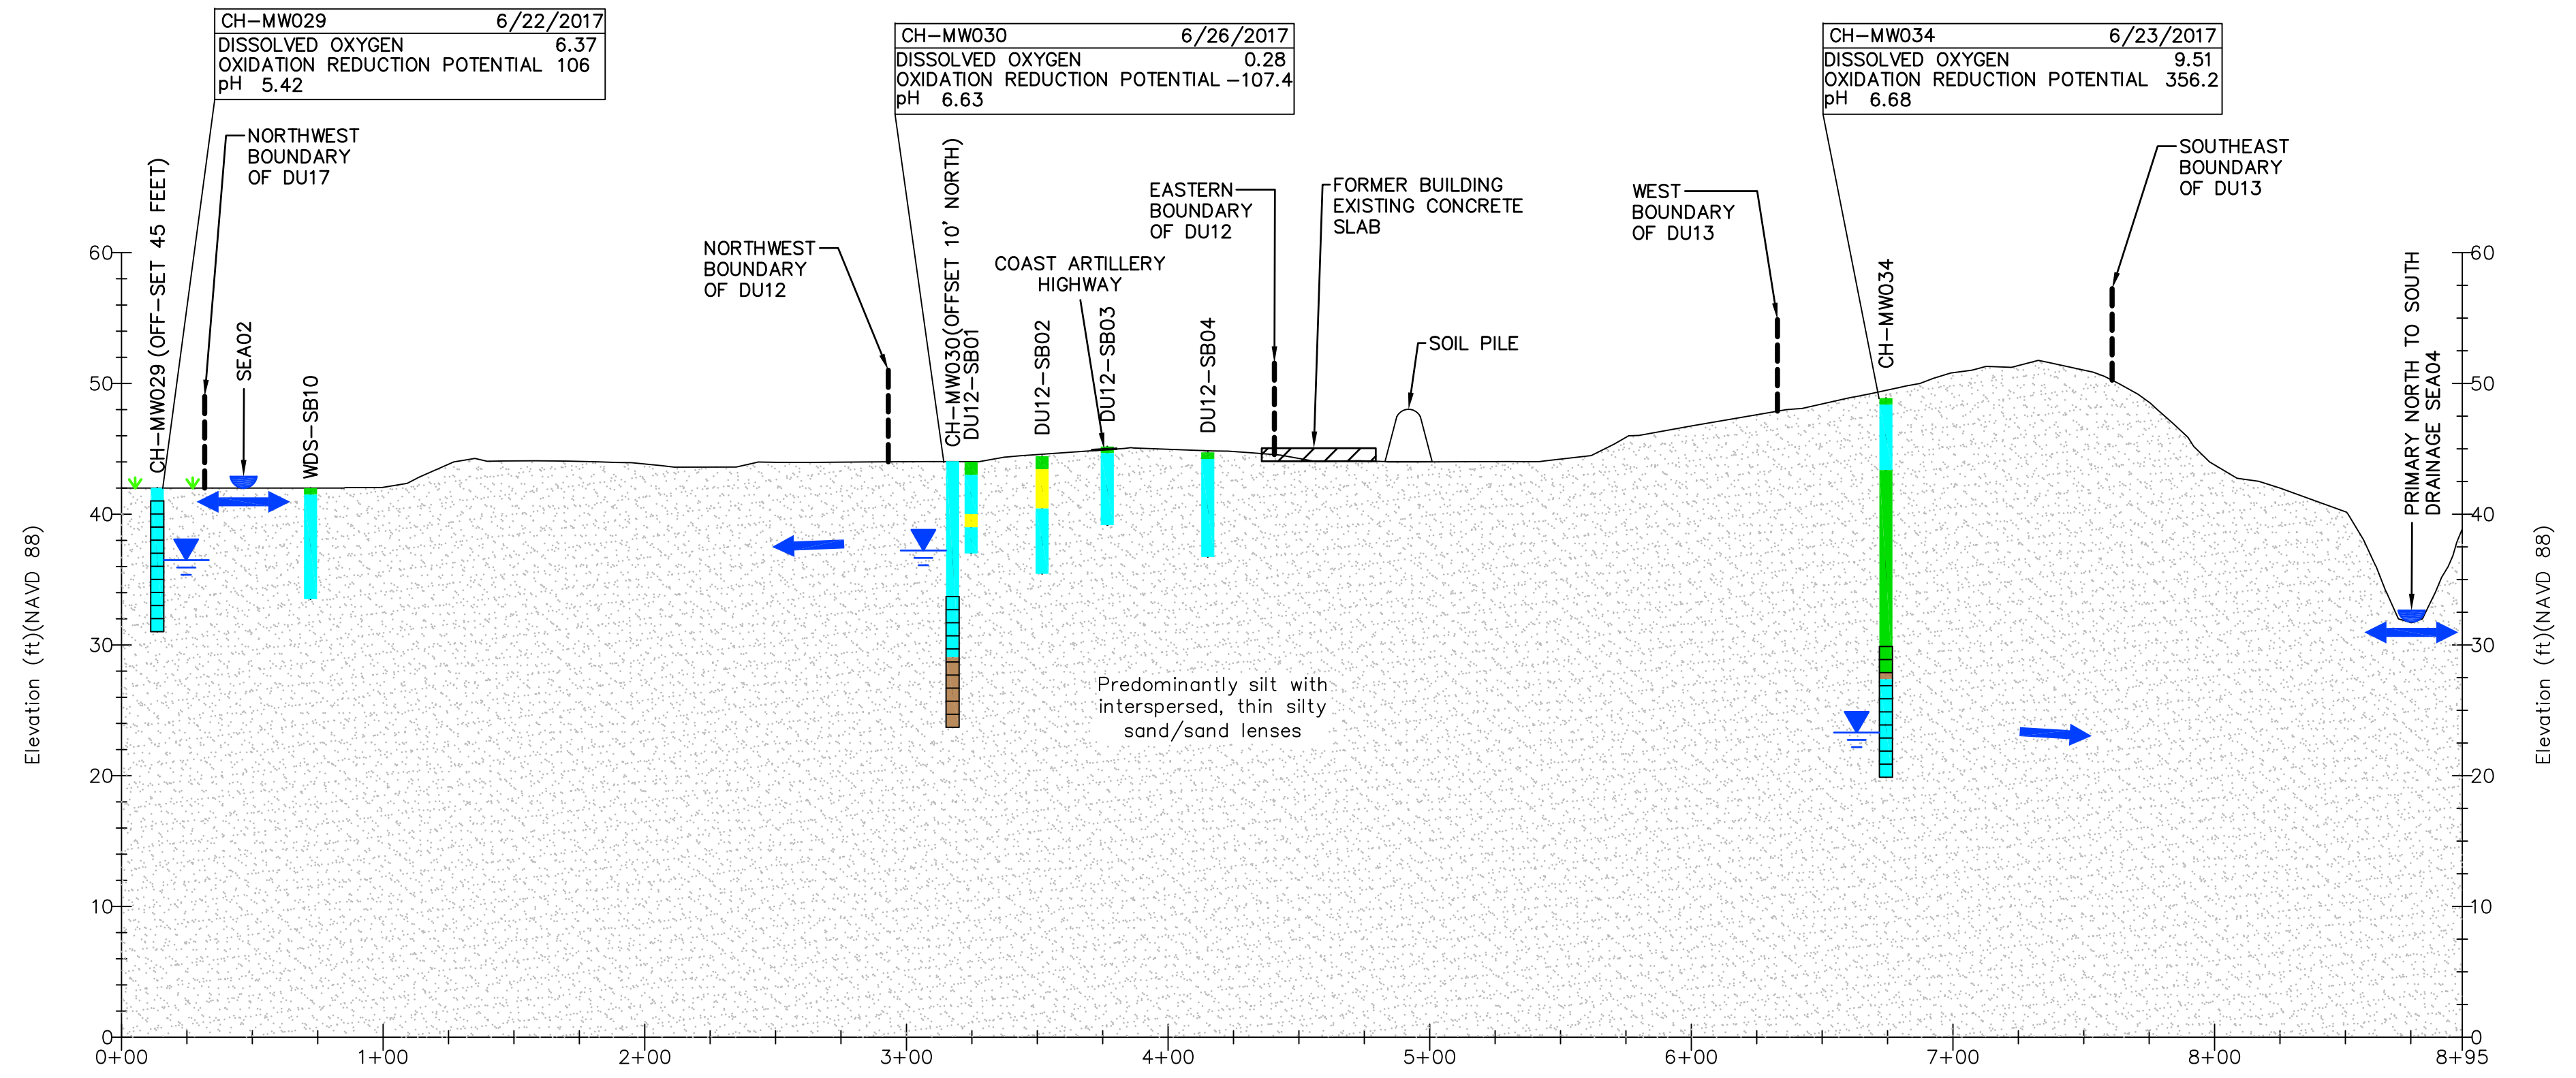 CH-MW029 6/22/2017
DISSOLVED OXYGEN 6.37
OXIDATION REDUCTION POTENTIAL 106
pH 5.42
CH-MW030 6/26/2017
DISSOLVED OXYGEN 0.28
OXIDATION REDUCTION POTENTIAL -107.4
pH 6.63
CH-MW034 6/23/2017
DISSOLVED OXYGEN 9.51
OXIDATION REDUCTION POTENTIAL 356.2
pH 6.68
NORTHWEST
BOUNDARY
OF DU17
CH-MW029 (OFF-SET 45 FEET)
SEA02
WDS-SB10
NORTHWEST
BOUNDARY
OF DU12
CH-MW030(OFFSET 10' NORTH)
DU12-SB01
DU12-SB02
COAST ARTILLERY
HIGHWAY
DU12-SB03
DU12-SB04
EASTERN
BOUNDARY
OF DU12
FORMER BUILDING
EXISTING CONCRETE
SLAB
SOIL PILE
WEST
BOUNDARY
OF DU13
CH-MW034
SOUTHEAST
BOUNDARY
OF DU13
PRIMARY NORTH TO SOUTH
DRAINAGE SEA04
Predominantly silt with
interspersed, thin silty
sand/sand lenses
Elevation (ft)(NAVD 88)
60
50
40
30
20
10
0
60
50
40
30
20
10
0
Elevation (ft)(NAVD 88)
0+00 1+00 2+00 3+00 4+00 5+00 6+00 7+00 8+00 8+95